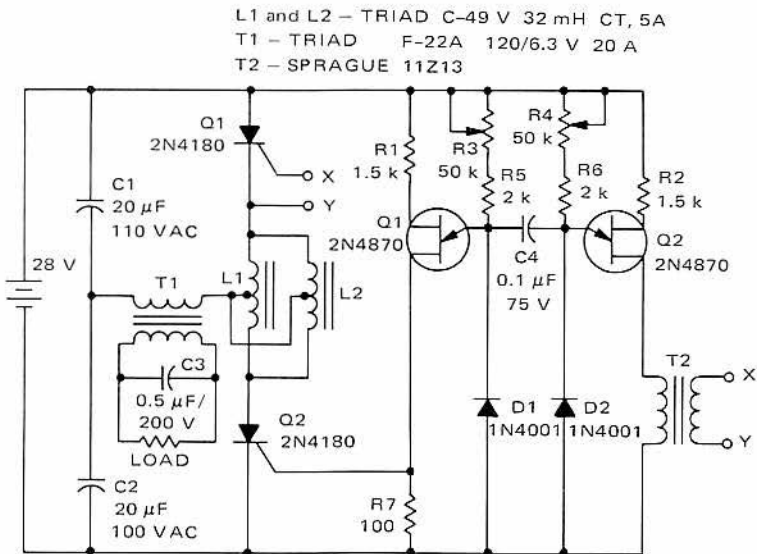 L1 and L2 – TRIAD C-49 V 32 mH CT, 5A
T1 – TRIAD F-22A 120/6.3 V 20 A
T2 – SPRAGUE 11Z13
Q1
2N4180
X
Y
C1
20 µF
110 VAC
28 V
T1
L1
L2
C3
0.5 µF/
200 V
LOAD
Q2
2N4180
C2
20 µF
100 VAC
R1
1.5 k
R3
50 k
R4
50 k
R5
2 k
R6
2 k
R2
1.5 k
Q1
2N4870
C4
0.1 µF
75 V
Q2
2N4870
D1
1N4001
D2
1N4001
R7
100
T2
X
Y